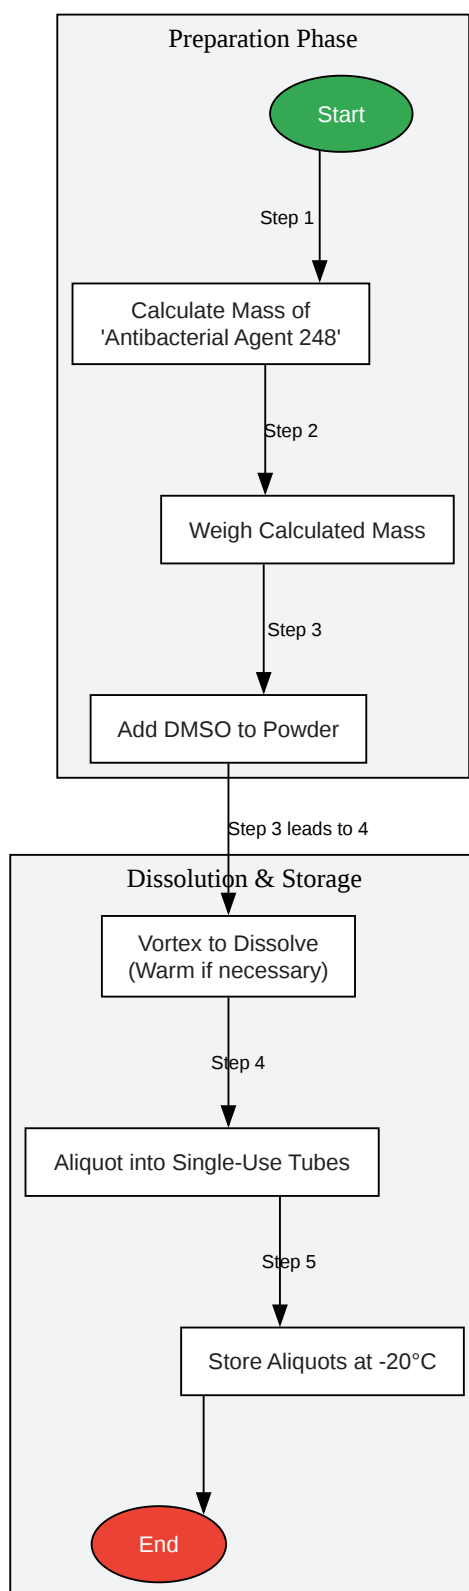 Preparation Phase
Start
Step 1
Calculate Mass of
'Antibacterial Agent 248'
Step 2
Weigh Calculated Mass
Step 3
Add DMSO to Powder
Step 3 leads to 4
Dissolution & Storage
Vortex to Dissolve
(Warm if necessary)
Step 4
Aliquot into Single-Use Tubes
Step 5
Store Aliquots at -20°C
End